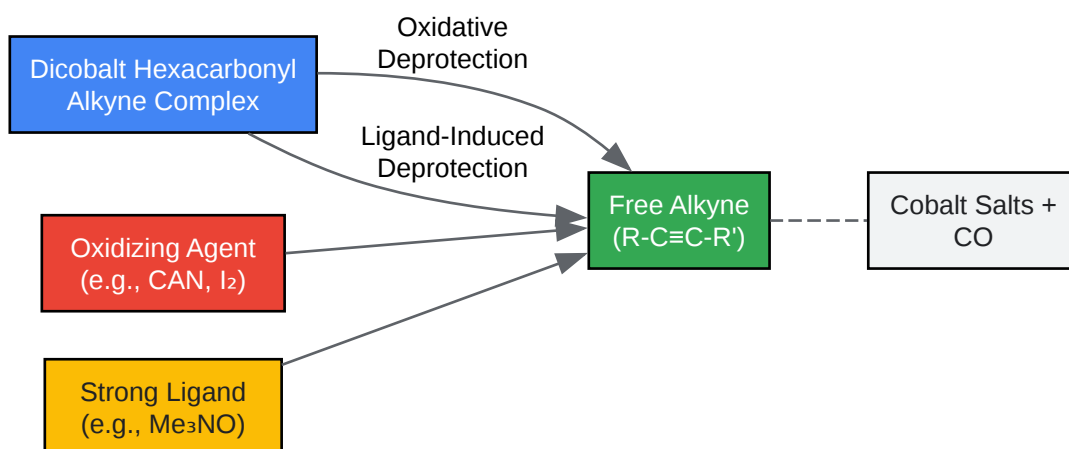 Oxidative
Deprotection
Dicobalt Hexacarbonyl
Alkyne Complex
Ligand-Induced
Deprotection
Free Alkyne
(R-C≡C-R')
Cobalt Salts +
CO
Oxidizing Agent
(e.g., CAN, I₂)
Strong Ligand
(e.g., Me₃NO)